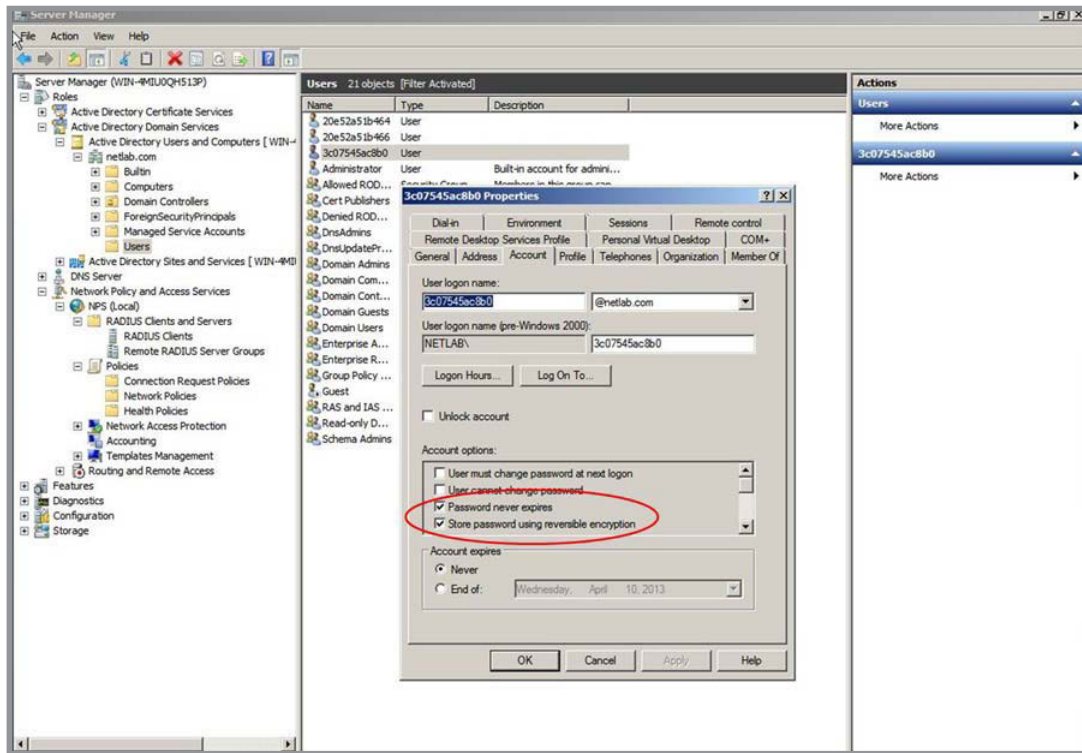 Server Manager
File Action View Help
Server Manager (WIN-4MIU0QH513P)
Roles
Active Directory Certificate Services
Active Directory Domain Services
Active Directory Users and Computers [ WIN-4
netlab.com
Builtin
Computers
Domain Controllers
ForeignSecurityPrincipals
Managed Service Accounts
Users
Active Directory Sites and Services [ WIN-4MI
DNS Server
Network Policy and Access Services
NPS (Local)
RADIUS Clients and Servers
RADIUS Clients
Remote RADIUS Server Groups
Policies
Connection Request Policies
Network Policies
Health Policies
Network Access Protection
Accounting
Templates Management
Routing and Remote Access
Features
Diagnostics
Configuration
Storage
Users 21 objects [Filter Activated]
Name Type Description
20e52a51b464 User
20e52a51b466 User
3c07545ac8b0 User
Administrator User Built-in account for admini...
Allowed ROD... Security Group Members in this group can...
Cert Publishers
Denied ROD...
DnsAdmins
DnsUpdatePr...
Domain Admins
Domain Com...
Domain Cont...
Domain Guests
Domain Users
Enterprise A...
Enterprise R...
Group Policy ...
Guest
RAS and IAS ...
Read-only D...
Schema Admins
3c07545ac8b0 Properties
Dial-in Environment Sessions Remote control
Remote Desktop Services Profile Personal Virtual Desktop COM+
General Address Account Profile Telephones Organization Member Of
User logon name:
3c07545ac8b0 @netlab.com
User logon name (pre-Windows 2000):
NETLAB\ 3c07545ac8b0
Logon Hours... Log On To...
Unlock account
Account options:
User must change password at next logon
User cannot change password
Password never expires
Store password using reversible encryption
Account expires
Never
End of: Wednesday, April 10, 2013
OK Cancel Apply Help
Actions
Users
More Actions
3c07545ac8b0
More Actions